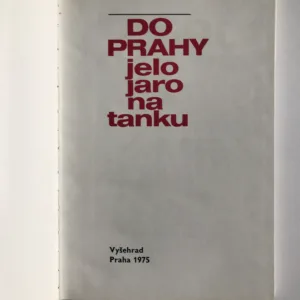 DO
PRAHY
jelo
jaro
na
tanku
Vyšehrad
Praha 1975